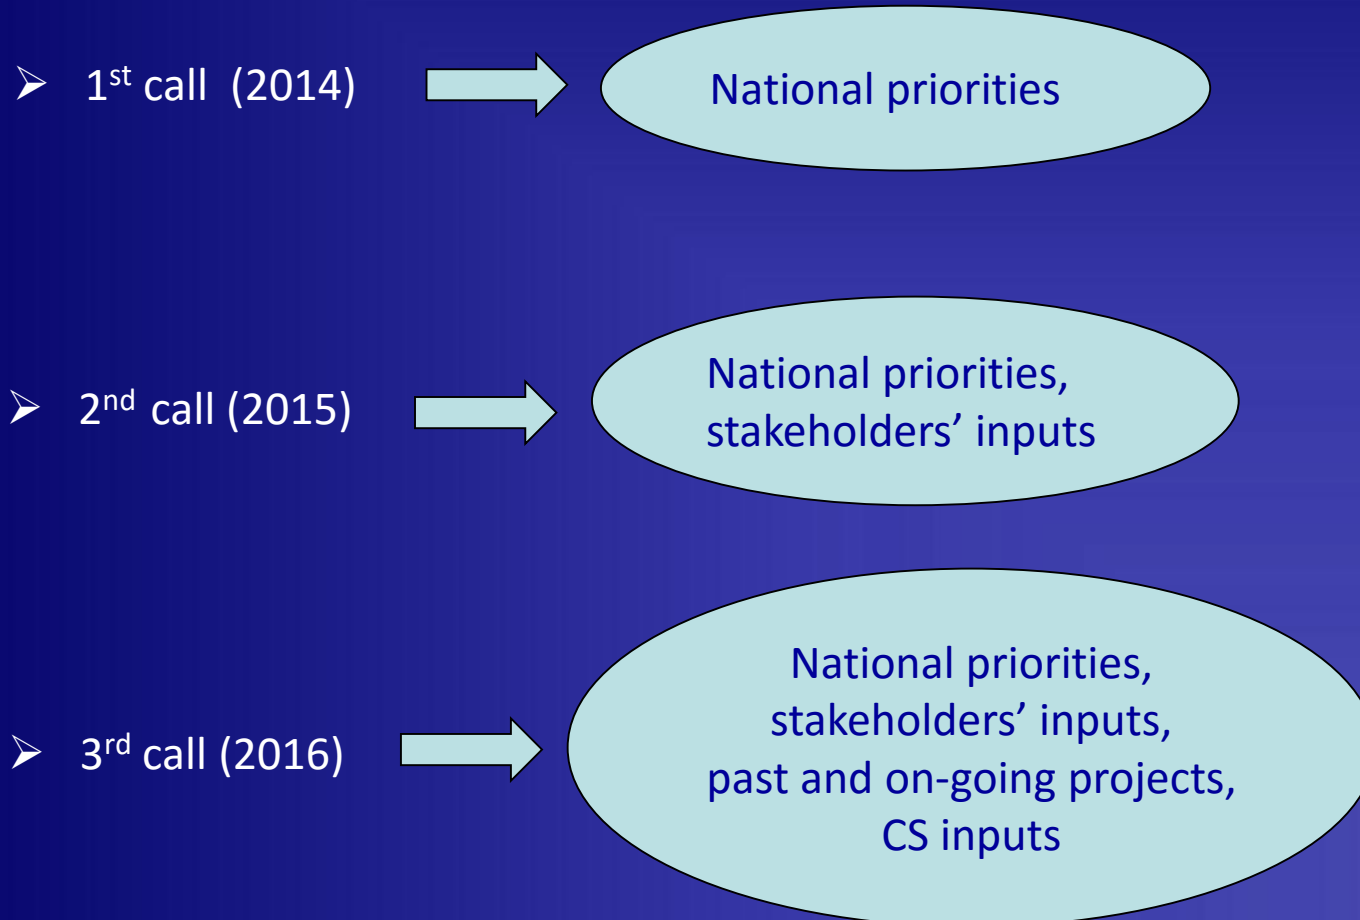 ➢ 1st call (2014)
National priorities
➢ 2nd call (2015)
National priorities,
stakeholders’ inputs
➢ 3rd call (2016)
National priorities,
stakeholders’ inputs,
past and on-going projects,
CS inputs